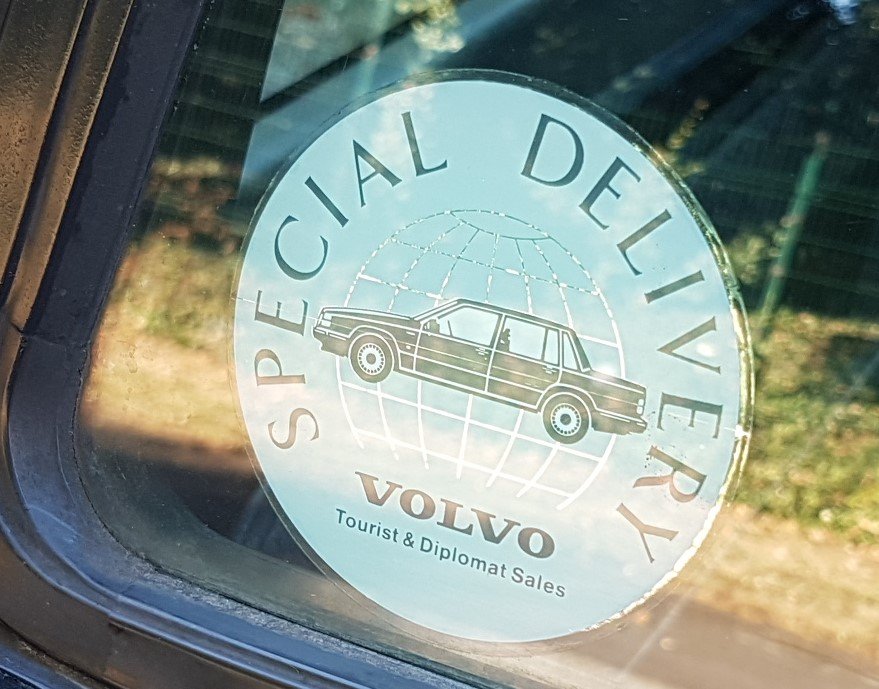 SPECIAL DELIVERY
VOLVO
Tourist & Diplomat Sales